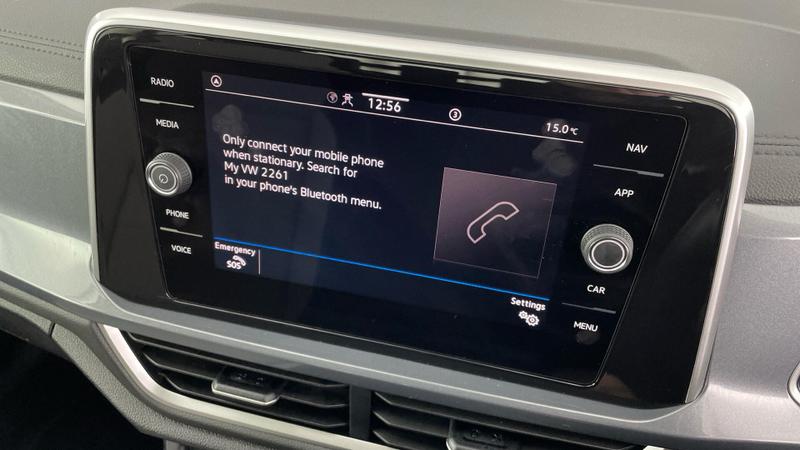 RADIO
MEDIA
PHONE
VOICE
12:56
3
15.0°C
Only connect your mobile phone
when stationary. Search for
My VW 2261
in your phone's Bluetooth menu.
Emergency
SOS
Settings
NAV
APP
CAR
MENU